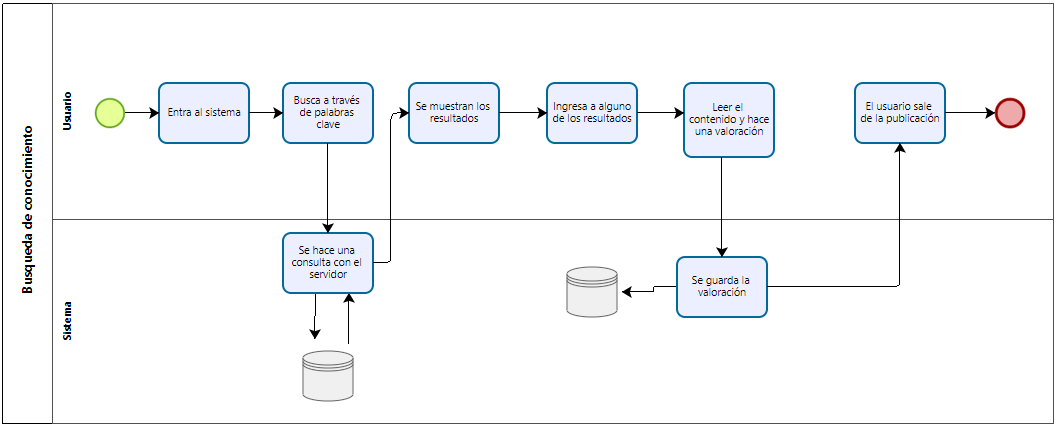 Busqueda de conocimiento
Usuario
Entra al sistema
Busca a través
de palabras
clave
Se muestran los
resultados
Ingresa a alguno
de los resultados
Leer el
contenido y hace
una valoración
El usuario sale
de la publicación
Sistema
Se hace una
consulta con el
servidor
Se guarda la
valoración